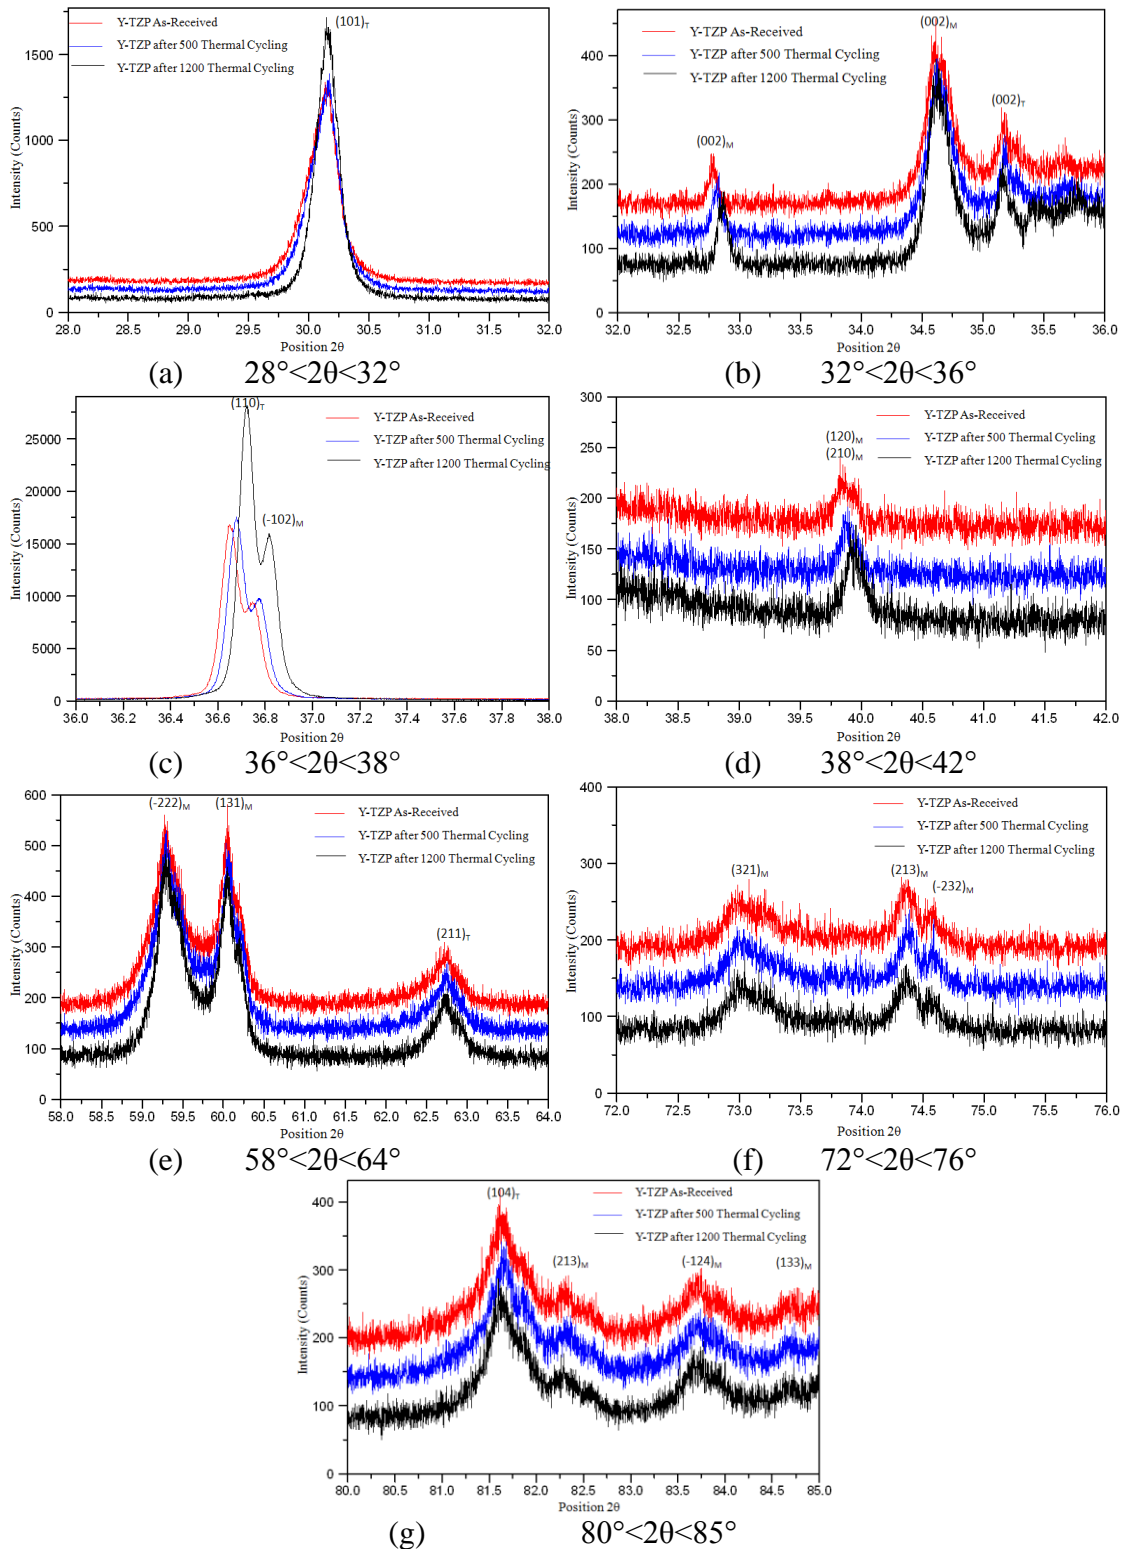 Y-TZP As-Received
Y-TZP after 500 Thermal Cycling
Y-TZP after 1200 Thermal Cycling
(101)T
Intensity (Counts)
1500
1000
500
0
28.0 28.5 29.0 29.5 30.0 30.5 31.0 31.5 32.0
Position 2θ
(a) 28°<2θ<32°
Y-TZP As-Received
Y-TZP after 500 Thermal Cycling
Y-TZP after 1200 Thermal Cycling
(002)M
(002)M
(002)T
Intensity (Counts)
400
300
200
100
0
32.0 32.5 33.0 33.5 34.0 34.5 35.0 35.5 36.0
Position 2θ
(b) 32°<2θ<36°
Y-TZP As-Received
Y-TZP after 500 Thermal Cycling
Y-TZP after 1200 Thermal Cycling
(110)T
(-102)M
Intensity (Counts)
25000
20000
15000
10000
5000
0
36.0 36.2 36.4 36.6 36.8 37.0 37.2 37.4 37.6 37.8 38.0
Position 2θ
(c) 36°<2θ<38°
Y-TZP As-Received
Y-TZP after 500 Thermal Cycling
Y-TZP after 1200 Thermal Cycling
(120)M
(210)M
Intensity (Counts)
300
250
200
150
100
50
0
38.0 38.5 39.0 39.5 40.0 40.5 41.0 41.5 42.0
Position 2θ
(d) 38°<2θ<42°
Y-TZP As-Received
Y-TZP after 500 Thermal Cycling
Y-TZP after 1200 Thermal Cycling
(-222)M
(131)M
(211)T
Intensity (Counts)
600
500
400
300
200
100
0
58.0 58.5 59.0 59.5 60.0 60.5 61.0 61.5 62.0 62.5 63.0 63.5 64.0
Position 2θ
(e) 58°<2θ<64°
Y-TZP As-Received
Y-TZP after 500 Thermal Cycling
Y-TZP after 1200 Thermal Cycling
(321)M
(213)M
(-232)M
Intensity (Counts)
400
300
200
100
0
72.0 72.5 73.0 73.5 74.0 74.5 75.0 75.5 76.0
Position 2θ
(f) 72°<2θ<76°
Y-TZP As-Received
Y-TZP after 500 Thermal Cycling
Y-TZP after 1200 Thermal Cycling
(104)T
(213)M
(-124)M
(133)M
Intensity (Counts)
400
300
200
100
0
80.0 80.5 81.0 81.5 82.0 82.5 83.0 83.5 84.0 84.5 85.0
Position 2θ
(g) 80°<2θ<85°